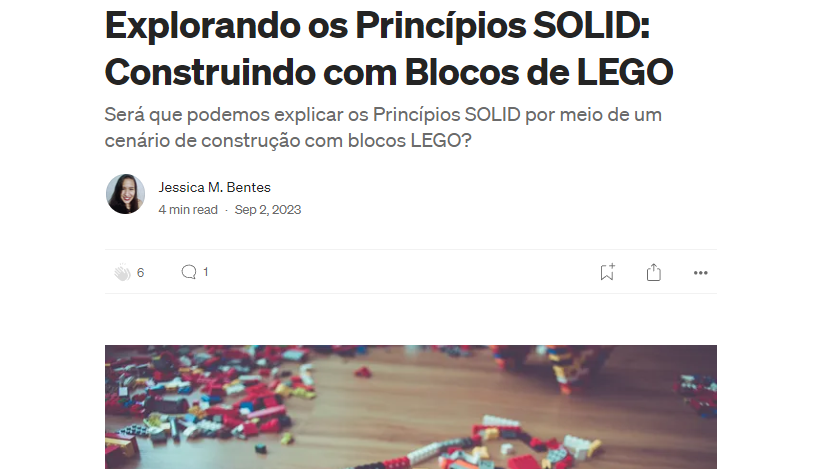 Explorando os Princípios SOLID:
Construindo com Blocos de LEGO
Será que podemos explicar os Princípios SOLID por meio de um
cenário de construção com blocos LEGO?
Jessica M. Bentes
4 min read · Sep 2, 2023
6 1